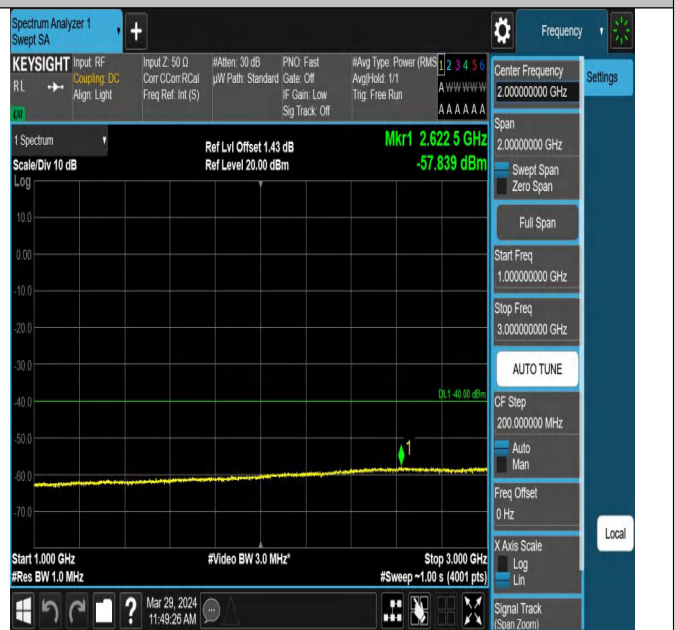 Spectrum Analyzer 1
Swept SA
Frequency
KEYSIGHT
RL
Input: RF
Coupling: DC
Align: Light
Input Z: 50 Ω
Corr CCorr RCal
Freq Ref: Int (S)
#Atten: 30 dB
µW Path: Standard
PNO: Fast
Gate: Off
IF Gain: Low
Sig Track: Off
#Avg Type: Power (RMS
Avg|Hold: 1/1
Trig: Free Run
1 2 3 4 5 6
A W W W W W
A A A A A A
LXI
1 Spectrum
Scale/Div 10 dB
Log
Ref Lvl Offset 1.43 dB
Ref Level 20.00 dBm
Mkr1 2.622 5 GHz
-57.839 dBm
10.0
0.00
-10.0
-20.0
-30.0
-40.0
-50.0
-60.0
-70.0
DL1 -40.00 dBm
1
Start 1.000 GHz
#Res BW 1.0 MHz
#Video BW 3.0 MHz*
Stop 3.000 GHz
#Sweep ~1.00 s (4001 pts)
Mar 29, 2024
11:49:26 AM
Center Frequency
2.000000000 GHz
Span
2.00000000 GHz
Swept Span
Zero Span
Full Span
Start Freq
1.000000000 GHz
Stop Freq
3.000000000 GHz
AUTO TUNE
CF Step
200.000000 MHz
Auto
Man
Freq Offset
0 Hz
X Axis Scale
Log
Lin
Signal Track
(Span Zoom)
Settings
Local